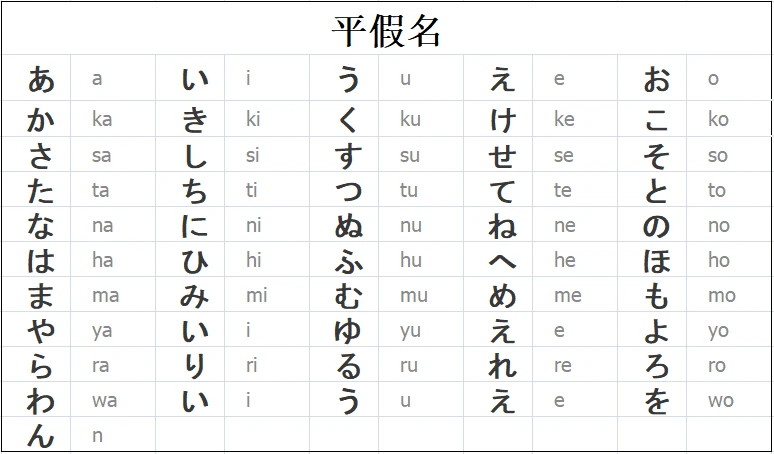 平假名
あ a い i う u え e お o
か ka き ki く ku け ke こ ko
さ sa し si す su せ se そ so
た ta ち ti つ tu て te と to
な na に ni ぬ nu ね ne の no
は ha ひ hi ふ hu へ he ほ ho
ま ma み mi む mu め me も mo
や ya い i ゆ yu え e よ yo
ら ra り ri る ru れ re ろ ro
わ wa い i う u え e を wo
ん n